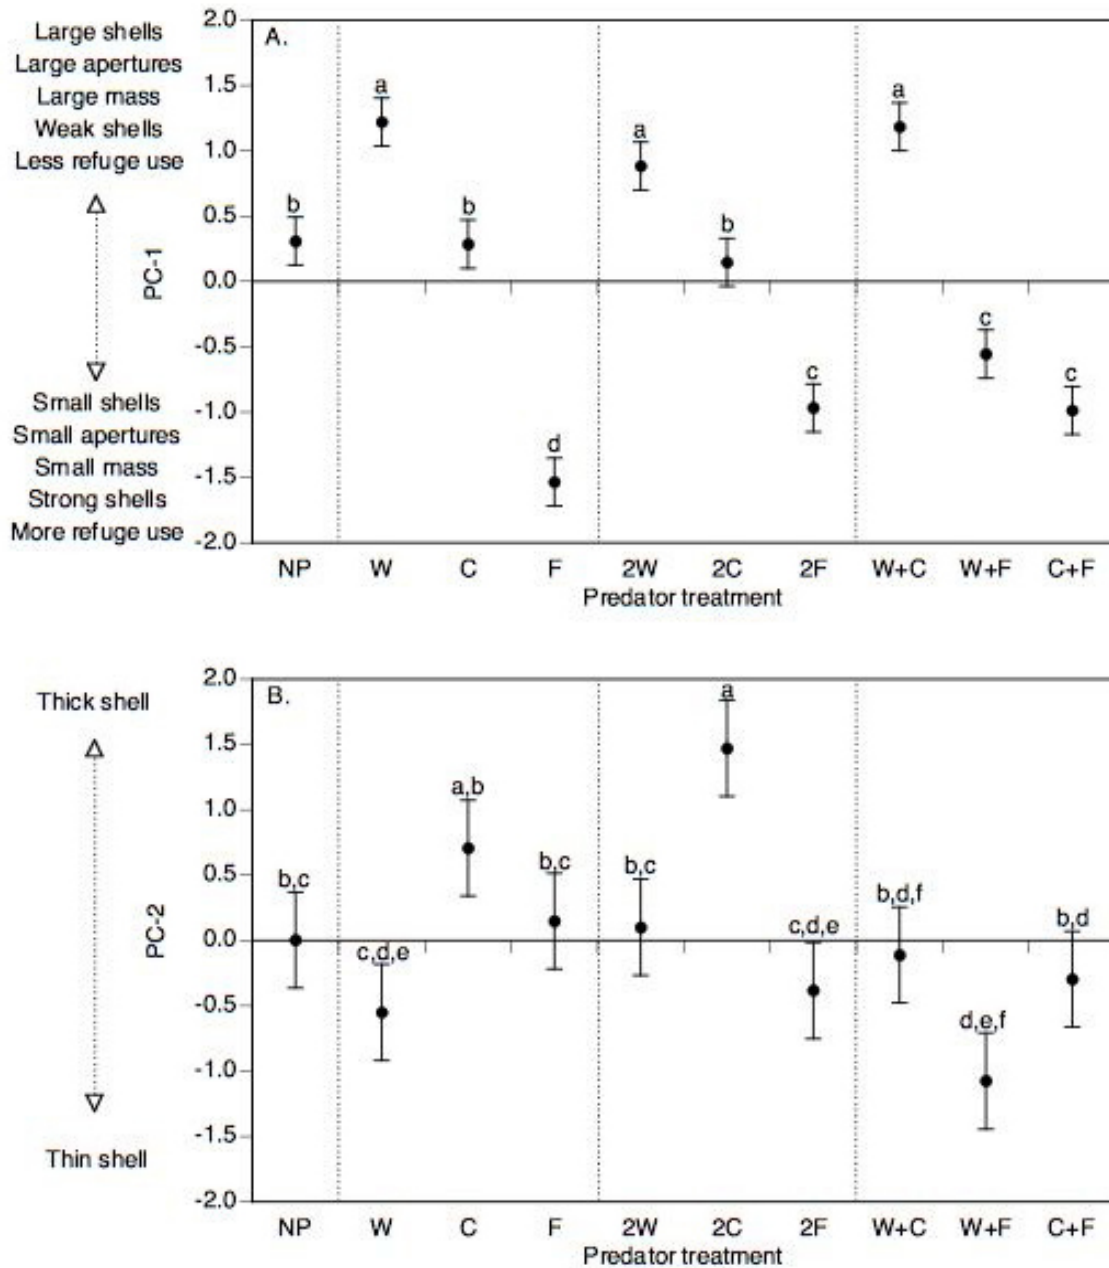 Large shells
Large apertures
Large mass
Weak shells
Less refuge use
PC-1
Small shells
Small apertures
Small mass
Strong shells
More refuge use
2.0
1.5
1.0
0.5
0.0
-0.5
-1.0
-1.5
-2.0
A.
b
a
b
d
a
b
c
a
c
c
NP W C F 2W 2C 2F W+C W+F C+F
Predator treatment
Thick shell
PC-2
Thin shell
2.0
1.5
1.0
0.5
0.0
-0.5
-1.0
-1.5
-2.0
B.
b,c
c,d,e
a,b
b,c
b,c
a
c,d,e
b,d,f
d,e,f
b,d
NP W C F 2W 2C 2F W+C W+F C+F
Predator treatment